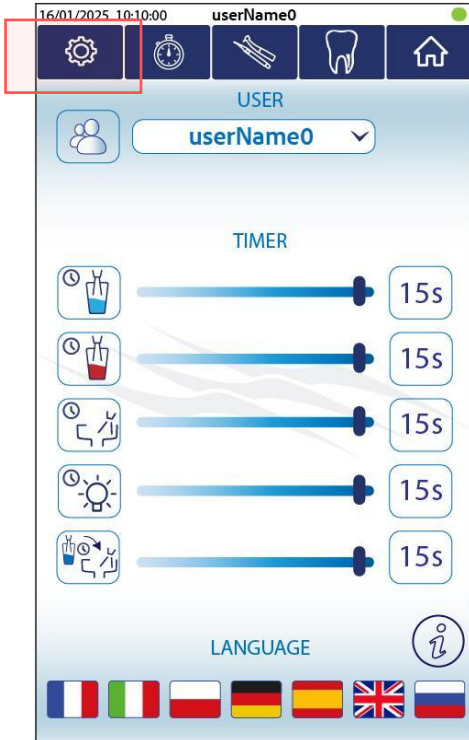 16/01/2025 10:10:00 userName0
USER
userName0
TIMER
15s
15s
15s
15s
15s
LANGUAGE
i